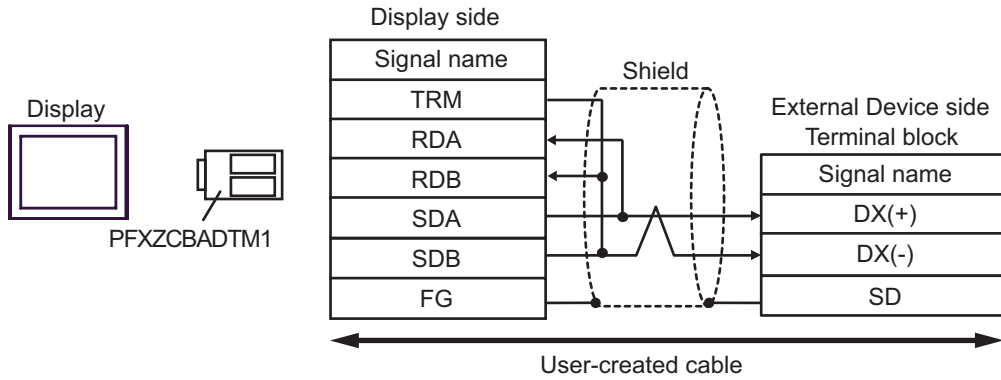 Display side
Signal name
TRM
RDA
RDB
SDA
SDB
FG
Shield
Display
PFXZCBADTM1
External Device side
Terminal block
Signal name
DX(+)
DX(-)
SD
User-created cable